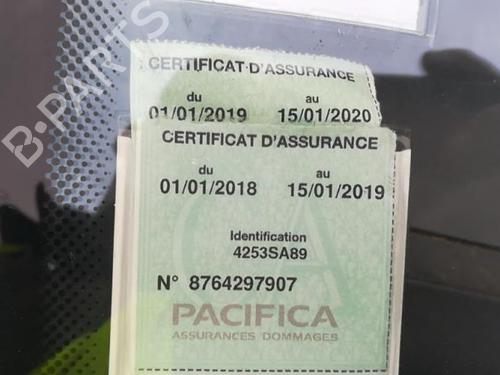 CERTIFICAT D'ASSURANCE
du au
01/01/2019 15/01/2020
CERTIFICAT D'ASSURANCE
du au
01/01/2018 15/01/2019
Identification
4253SA89
N° 8764297907
PACIFICA
ASSURANCES DOMMAGES
B-PARTS